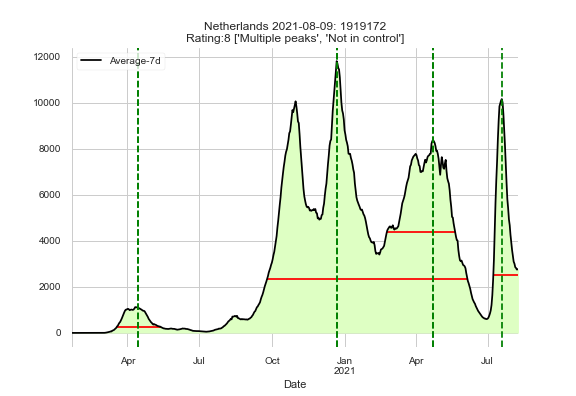 Netherlands 2021-08-09: 1919172
Rating:8 ['Multiple peaks', 'Not in control']
Average-7d
12000
10000
8000
6000
4000
2000
0
Apr Jul Oct Jan Apr Jul
2021
Date